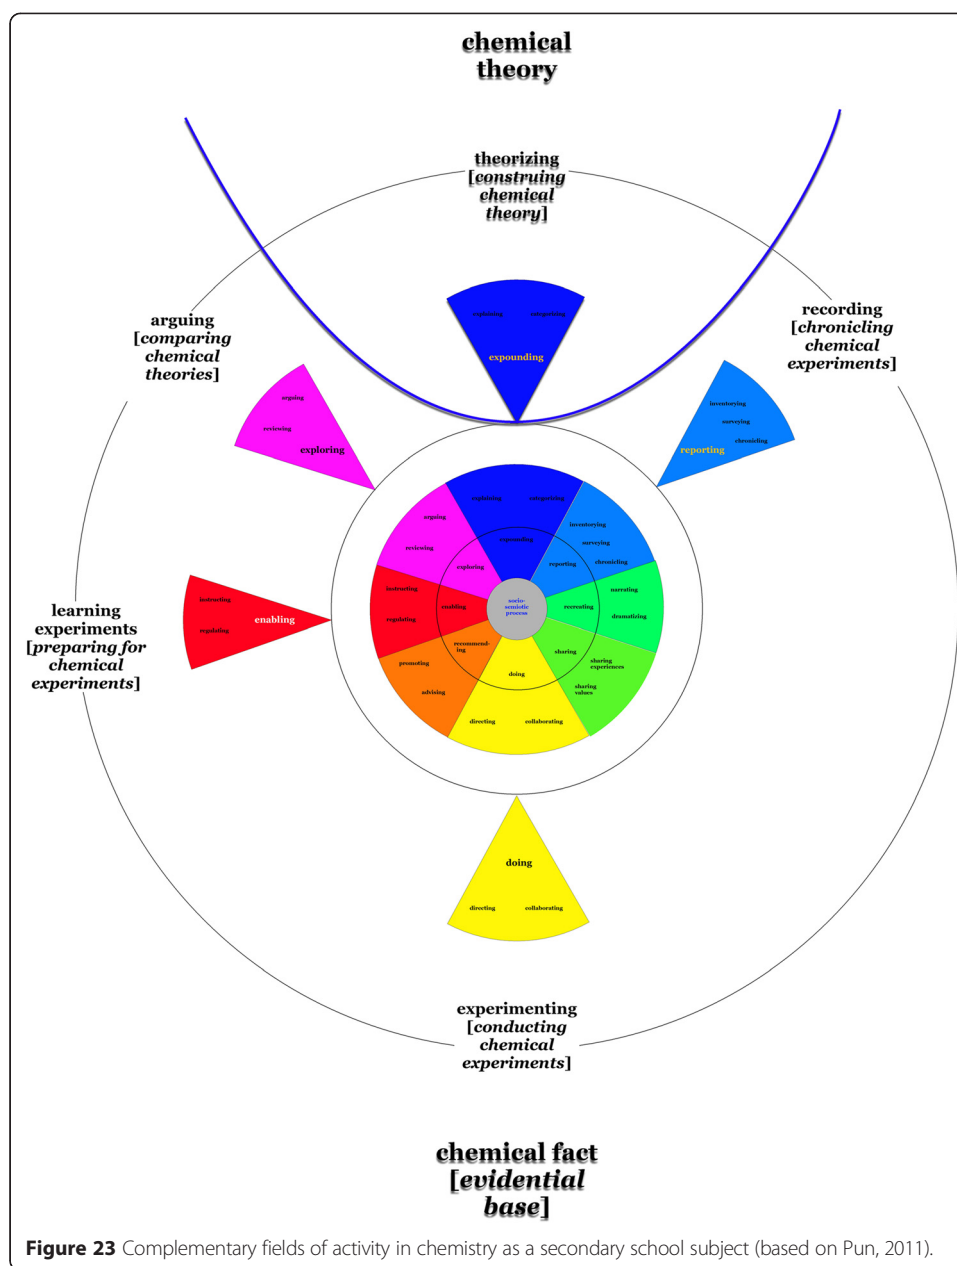 chemical
theory
theorizing
[construing
chemical
theory]
arguing
[comparing
chemical
theories]
recording
[chronicling
chemical
experiments]
explaining
categorizing
expounding
arguing
reviewing
exploring
inventorying
surveying
chronicling
reporting
explaining
categorizing
expounding
arguing
reviewing
exploring
inventorying
surveying
chronicling
reporting
instructing
regulating
enabling
socio-
semiotic
process
narrating
recreating
dramatizing
recommend-
ing
promoting
advising
sharing
sharing
experiences
sharing
values
doing
directing
collaborating
learning
experiments
[preparing for
chemical
experiments]
instructing
regulating
enabling
doing
directing
collaborating
experimenting
[conducting
chemical
experiments]
chemical fact
[evidential
base]
Figure 23 Complementary fields of activity in chemistry as a secondary school subject (based on Pun, 2011).